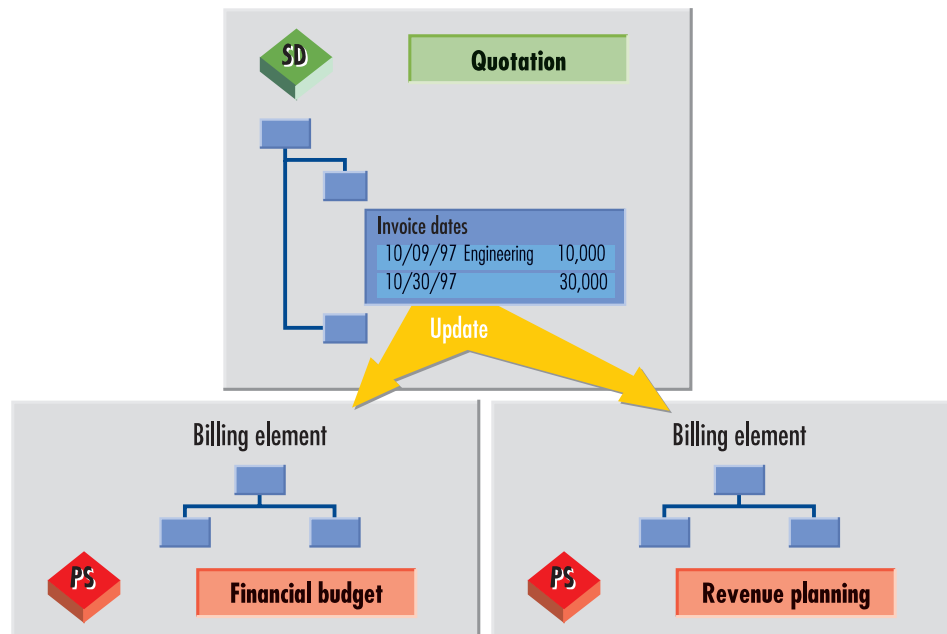 SD
Quotation
Invoice dates
10/09/97 Engineering 10,000
10/30/97 30,000
Update
Billing element
PS
Financial budget
Billing element
PS
Revenue planning